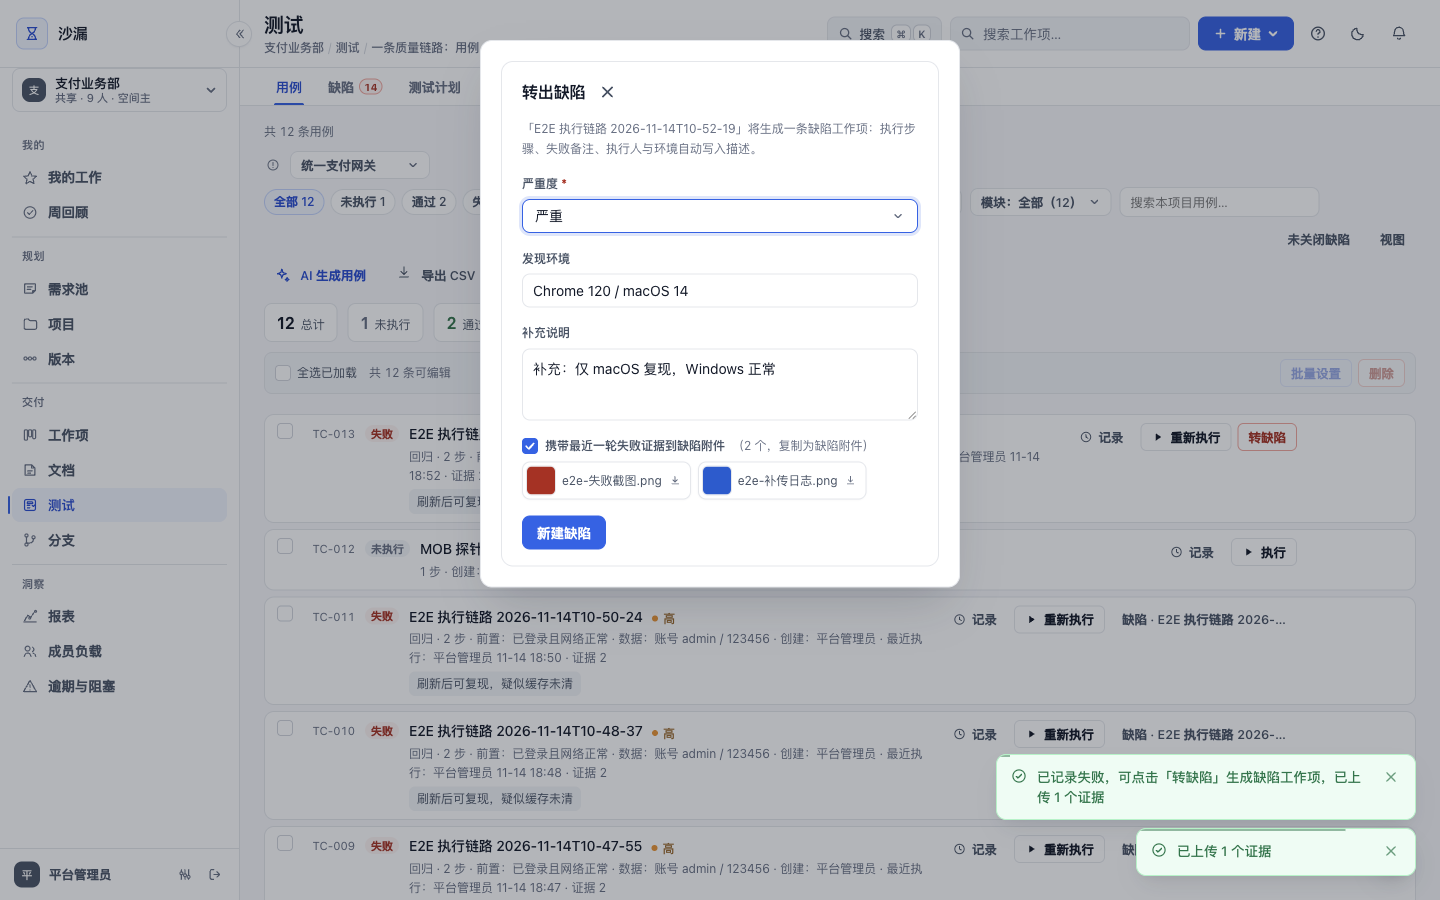 沙漏
支付业务部
共享 · 9 人 · 空间主
我的
我的工作
周回顾
规划
需求池
项目
版本
交付
工作项
文档
测试
分支
洞察
报表
成员负载
逾期与阻塞
平台管理员
测试
支付业务部 / 测试 / 一条质量链路：用例
搜索 ⌘ K
搜索工作项...
新建
用例
缺陷 14
测试计划
共 12 条用例
统一支付网关
全部 12
未执行 1
通过 2
模块：全部（12）
搜索本项目用例...
未关闭缺陷
视图
AI 生成用例
导出 CSV
12 总计
1 未执行
2
全选已加载
共 12 条可编辑
批量设置
删除
TC-013 失败 E2E 执行链
回归 · 2 步 ·
台管理员 11-14
18:52 · 证据
刷新后可复现
记录
重新执行
转缺陷
TC-012 未执行 MOB 探针
1 步 · 创建:
记录
执行
TC-011 失败 E2E 执行链路 2026-11-14T10-50-24 高
回归 · 2 步 · 前置：已登录且网络正常 · 数据：账号 admin / 123456 · 创建：平台管理员 · 最近执
行：平台管理员 11-14 18:50 · 证据 2
刷新后可复现，疑似缓存未清
记录
重新执行
缺陷 · E2E 执行链路 2026-...
TC-010 失败 E2E 执行链路 2026-11-14T10-48-37 高
回归 · 2 步 · 前置：已登录且网络正常 · 数据：账号 admin / 123456 · 创建：平台管理员 · 最近执
行：平台管理员 11-14 18:48 · 证据 2
刷新后可复现，疑似缓存未清
记录
重新执行
缺陷 · E2E 执行链路 2026-...
TC-009 失败 E2E 执行链路 2026-11-14T10-47-55 高
回归 · 2 步 · 前置：已登录且网络正常 · 数据：账号 admin / 123456 · 创建：平台管理员 · 最近执
行：平台管理员 11-14 18:47 · 证据 2
记录
重新执行
转出缺陷
「E2E 执行链路 2026-11-14T10-52-19」将生成一条缺陷工作项：执行步
骤、失败备注、执行人与环境自动写入描述。
严重度 *
严重
发现环境
Chrome 120 / macOS 14
补充说明
补充：仅 macOS 复现，Windows 正常
携带最近一轮失败证据到缺陷附件 （2 个，复制为缺陷附件）
e2e-失败截图.png
e2e-补传日志.png
新建缺陷
已记录失败，可点击「转缺陷」生成缺陷工作项，已上
传 1 个证据
已上传 1 个证据